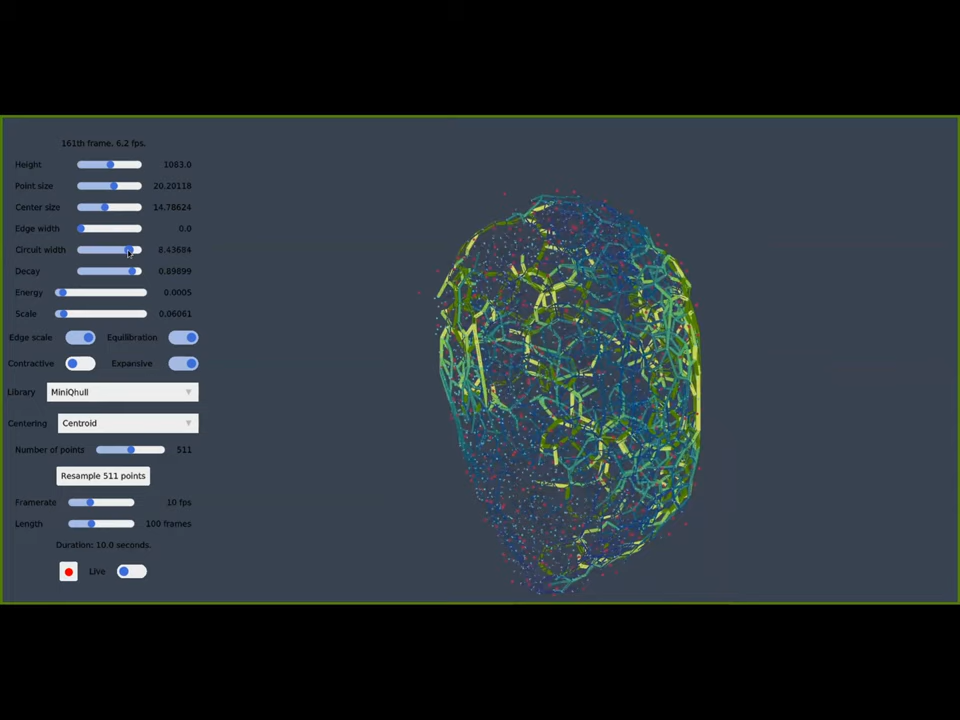 161th frame. 6.2 fps.
Height 1083.0
Point size 20.20118
Center size 14.78624
Edge width 0.0
Circuit width 8.43684
Decay 0.89899
Energy 0.0005
Scale 0.06061
Edge scale Equilibration
Contractive Expansive
Library MiniQhull
Centering Centroid
Number of points 511
Resample 511 points
Framerate 10 fps
Length 100 frames
Duration: 10.0 seconds.
Live